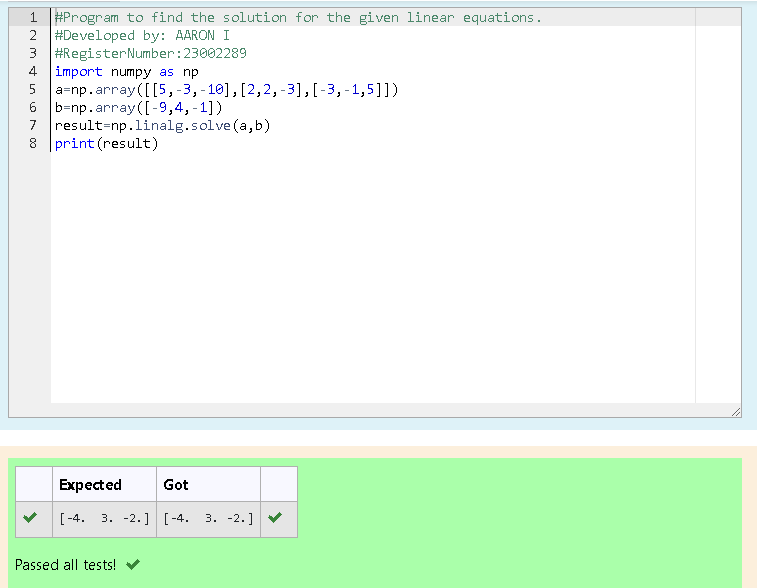 1 #Program to find the solution for the given linear equations.
2 #Developed by: AARON I
3 #RegisterNumber:23002289
4 import numpy as np
5 a=np.array([[5,-3,-10],[2,2,-3],[-3,-1,5]])
6 b=np.array([-9,4,-1])
7 result=np.linalg.solve(a,b)
8 print(result)
Expected Got
[-4.  3. -2.] [-4.  3. -2.]
Passed all tests!